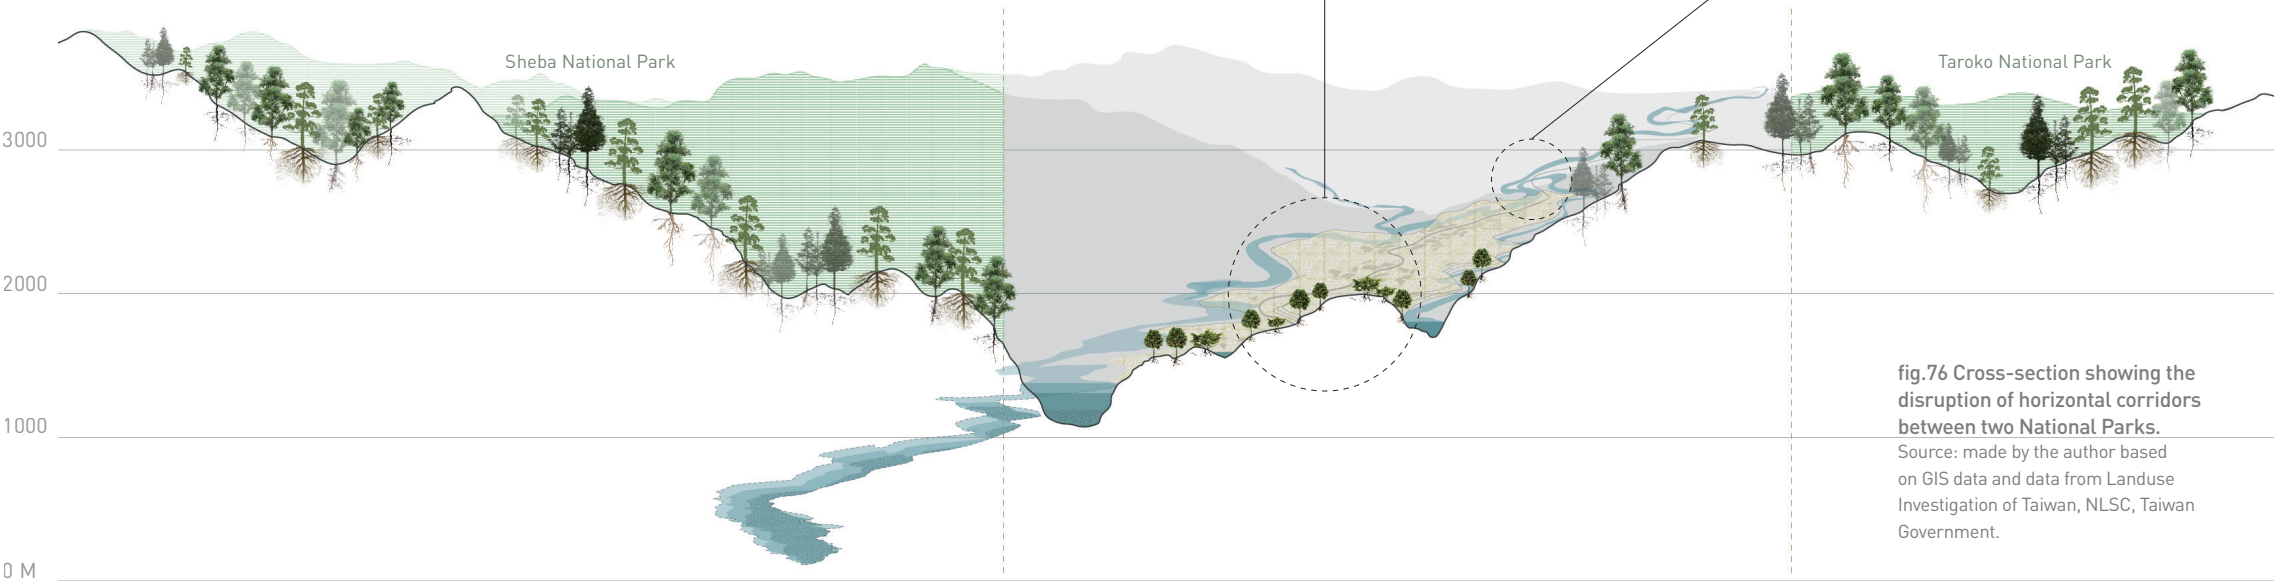 Sheba National Park
Taroko National Park
3000
2000
1000
0 M
fig.76 Cross-section showing the
disruption of horizontal corridors
between two National Parks.
Source: made by the author based
on GIS data and data from Landuse
Investigation of Taiwan, NLSC, Taiwan
Government.